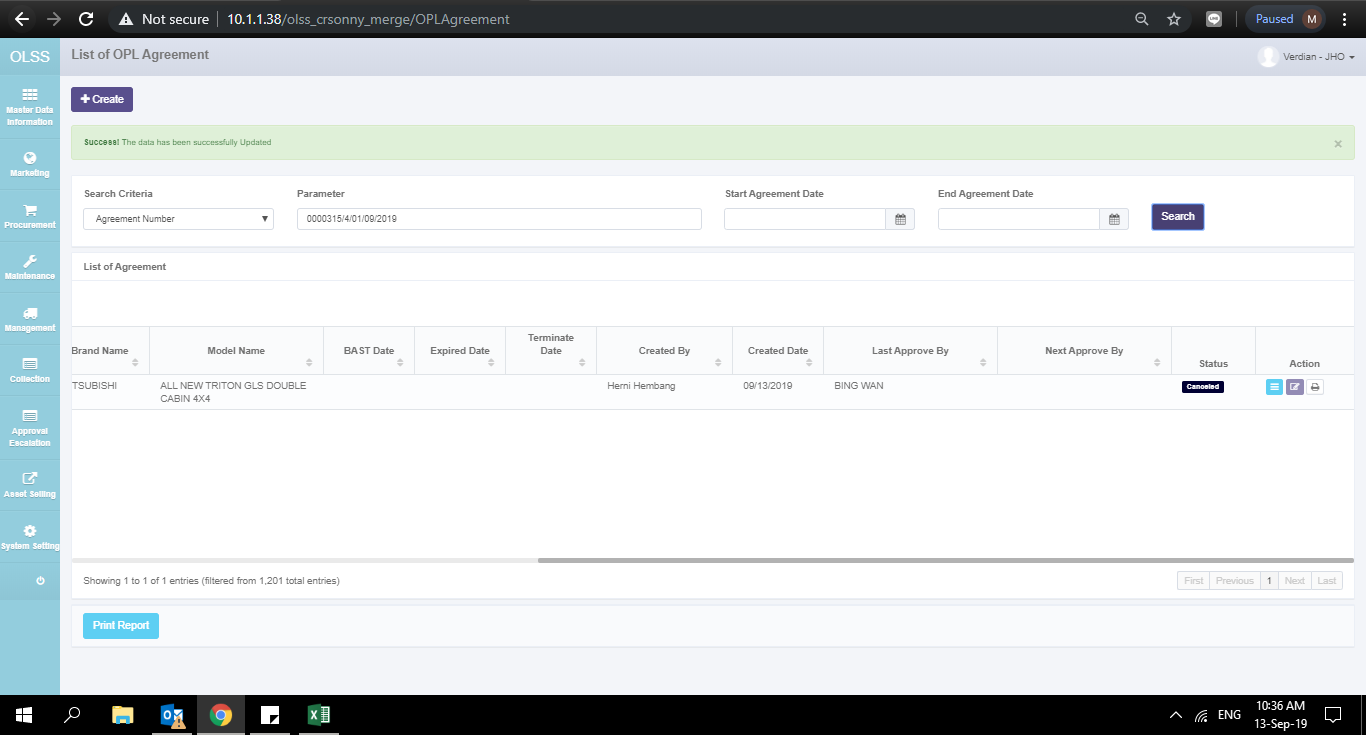 Not secure
10.1.1.38/olss_crsonny_merge/OPLAgreement
Paused
M
OLSS
List of OPL Agreement
Verdian - JHO
Master Data
Information
Marketing
Procurement
Maintenance
Management
Collection
Approval
Escalation
Asset Selling
System Setting
Create
Success! The data has been successfully Updated
×
Search Criteria
Parameter
Start Agreement Date
End Agreement Date
Agreement Number
0000315/4/01/09/2019
Search
List of Agreement
Brand Name
Model Name
BAST Date
Expired Date
Terminate
Date
Created By
Created Date
Last Approve By
Next Approve By
Status
Action
TSUBISHI
ALL NEW TRITON GLS DOUBLE
CABIN 4X4
Herni Hembang
09/13/2019
BING WAN
Canceled
Showing 1 to 1 of 1 entries (filtered from 1,201 total entries)
First
Previous
1
Next
Last
Print Report
ENG
10:36 AM
13-Sep-19